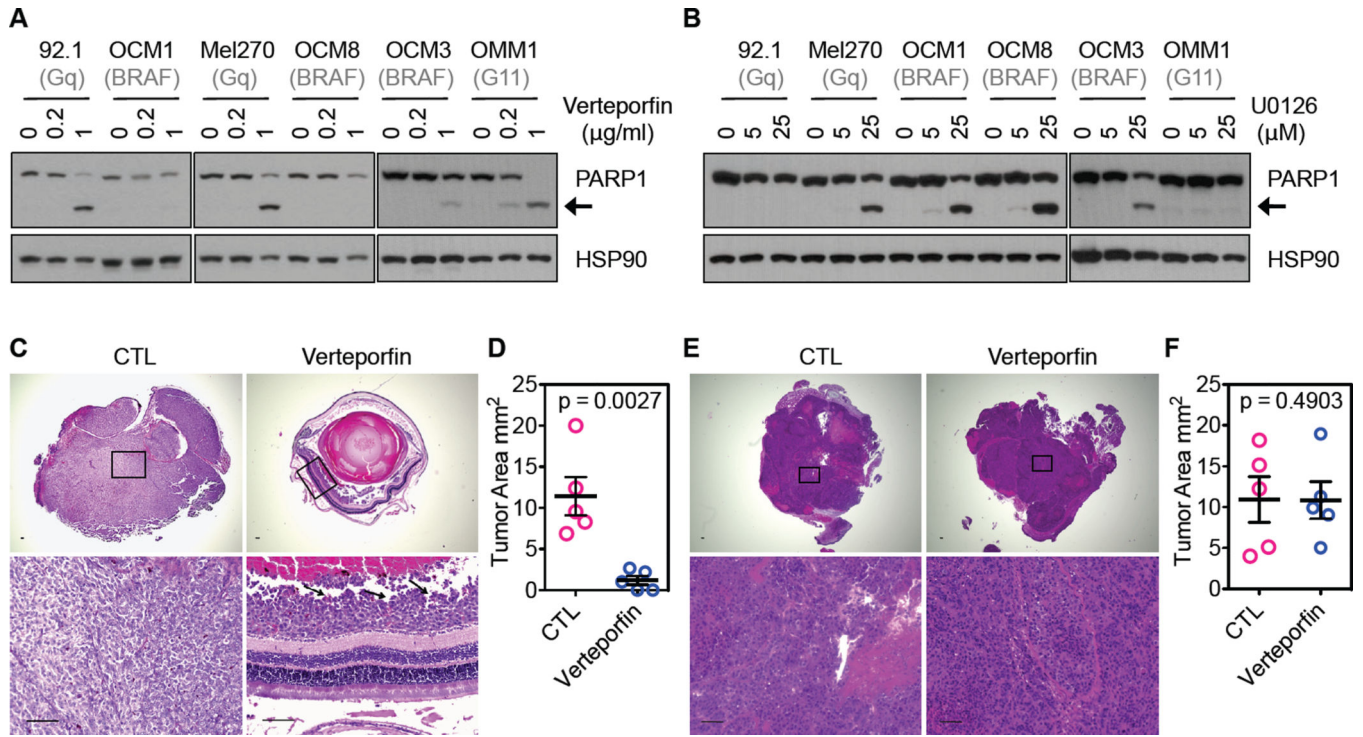 A
92.1 OCM1 Mel270 OCM8 OCM3 OMM1
(Gq) (BRAF) (Gq) (BRAF) (BRAF) (G11)
0 0.2 1 0 0.2 1 0 0.2 1 0 0.2 1 0 0.2 1 0 0.2 1
Verteporfin
(µg/ml)
PARP1
HSP90
B
92.1 Mel270 OCM1 OCM8 OCM3 OMM1
(Gq) (Gq) (BRAF) (BRAF) (BRAF) (G11)
0 5 25 0 5 25 0 5 25 0 5 25 0 5 25 0 5 25
U0126
(µM)
PARP1
HSP90
C
CTL Verteporfin
D
Tumor Area mm²
25
20
15
10
5
0
p = 0.0027
CTL
Verteporfin
E
CTL Verteporfin
F
Tumor Area mm²
25
20
15
10
5
0
p = 0.4903
CTL
Verteporfin